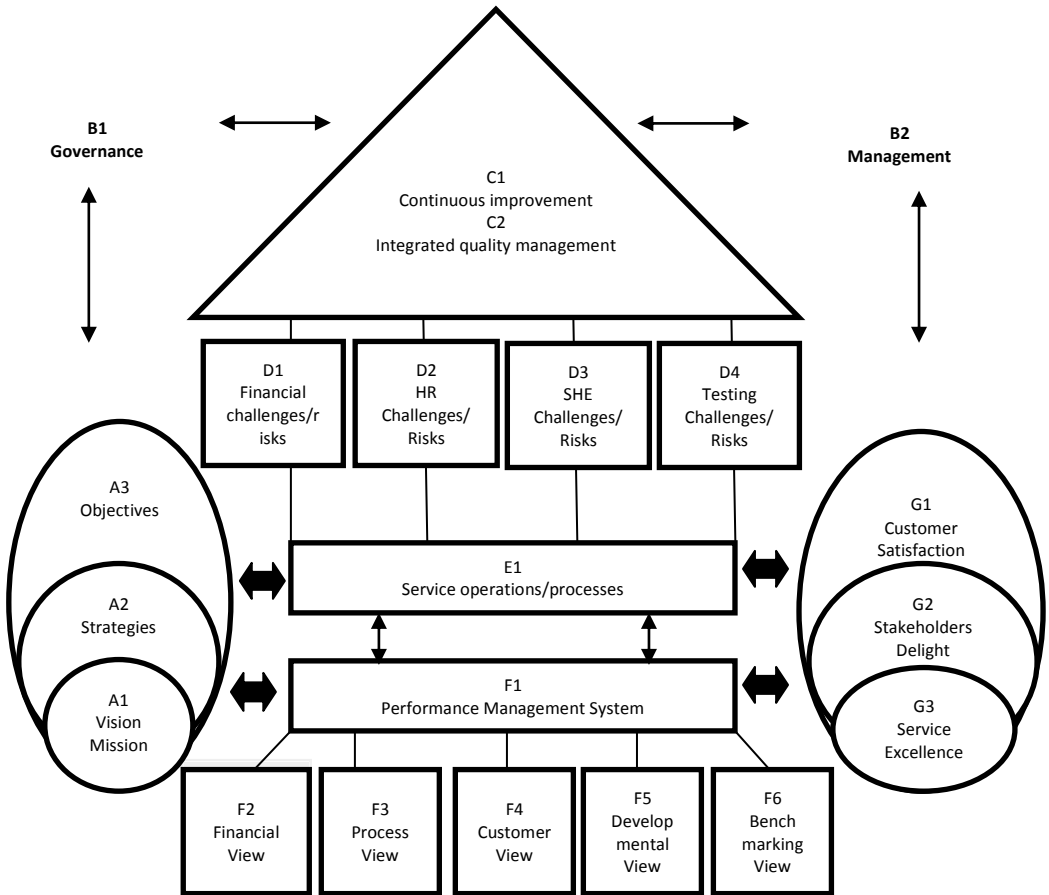 B1
Governance
B2
Management
C1
Continuous improvement
C2
Integrated quality management
D1
Financial
challenges/r
isks
D2
HR
Challenges/
Risks
D3
SHE
Challenges/
Risks
D4
Testing
Challenges/
Risks
A3
Objectives
A2
Strategies
A1
Vision
Mission
E1
Service operations/processes
F1
Performance Management System
G1
Customer
Satisfaction
G2
Stakeholders
Delight
G3
Service
Excellence
F2
Financial
View
F3
Process
View
F4
Customer
View
F5
Develop
mental
View
F6
Bench
marking
View